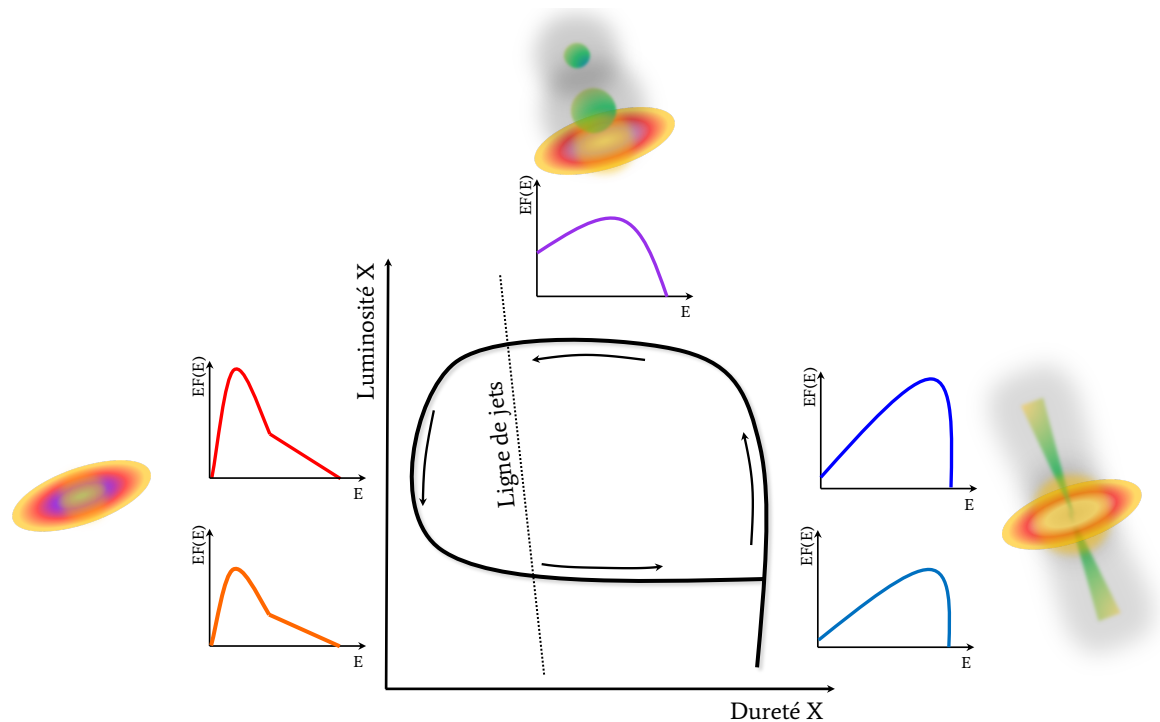 EF(E)
E
Luminosité X
Ligne de jets
Dureté X
EF(E)
E
EF(E)
E
EF(E)
E
EF(E)
E